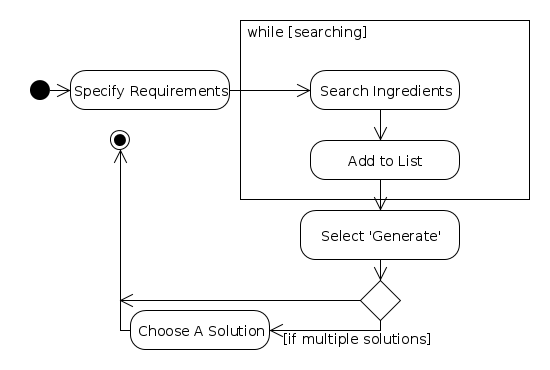 while [searching]
Specify Requirements
Search Ingredients
Add to List
Select 'Generate'
Choose A Solution
[if multiple solutions]